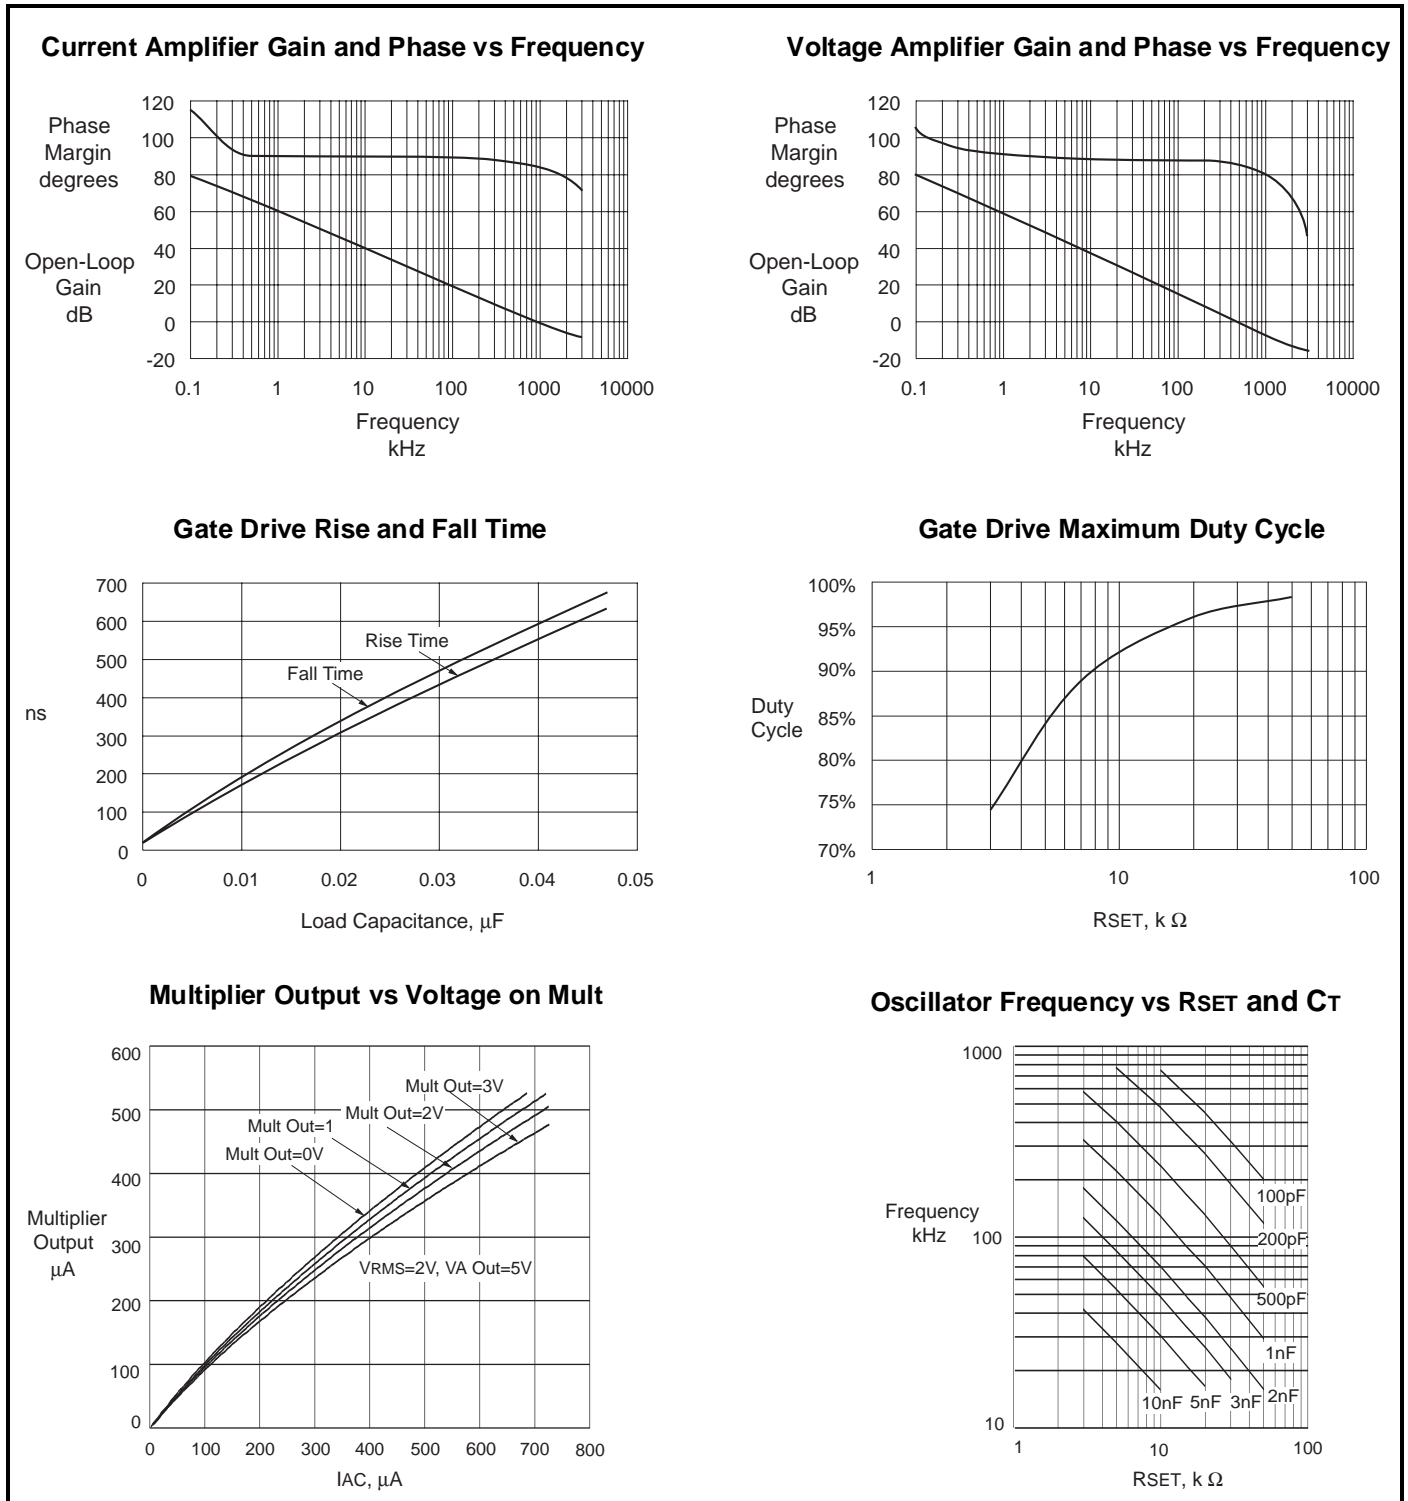 Current Amplifier Gain and Phase vs Frequency
120
100
80
60
40
20
0
-20
Phase
Margin
degrees
Open-Loop
Gain
dB
0.1 1 10 100 1000 10000
Frequency
kHz
Voltage Amplifier Gain and Phase vs Frequency
120
100
80
60
40
20
0
-20
Phase
Margin
degrees
Open-Loop
Gain
dB
0.1 1 10 100 1000 10000
Frequency
kHz
Gate Drive Rise and Fall Time
700
600
500
400
300
200
100
0
ns
Rise Time
Fall Time
0 0.01 0.02 0.03 0.04 0.05
Load Capacitance, µF
Gate Drive Maximum Duty Cycle
100%
95%
90%
85%
80%
75%
70%
Duty
Cycle
1 10 100
RSET, k Ω
Multiplier Output vs Voltage on Mult
600
500
400
300
200
100
0
Multiplier
Output
µA
Mult Out=3V
Mult Out=2V
Mult Out=1
Mult Out=0V
VRMS=2V, VA Out=5V
0 100 200 300 400 500 600 700 800
IAC, µA
Oscillator Frequency vs RSET and CT
1000
100
10
Frequency
kHz
100pF
200pF
500pF
1nF
10nF 5nF 3nF 2nF
1 10 100
RSET, k Ω